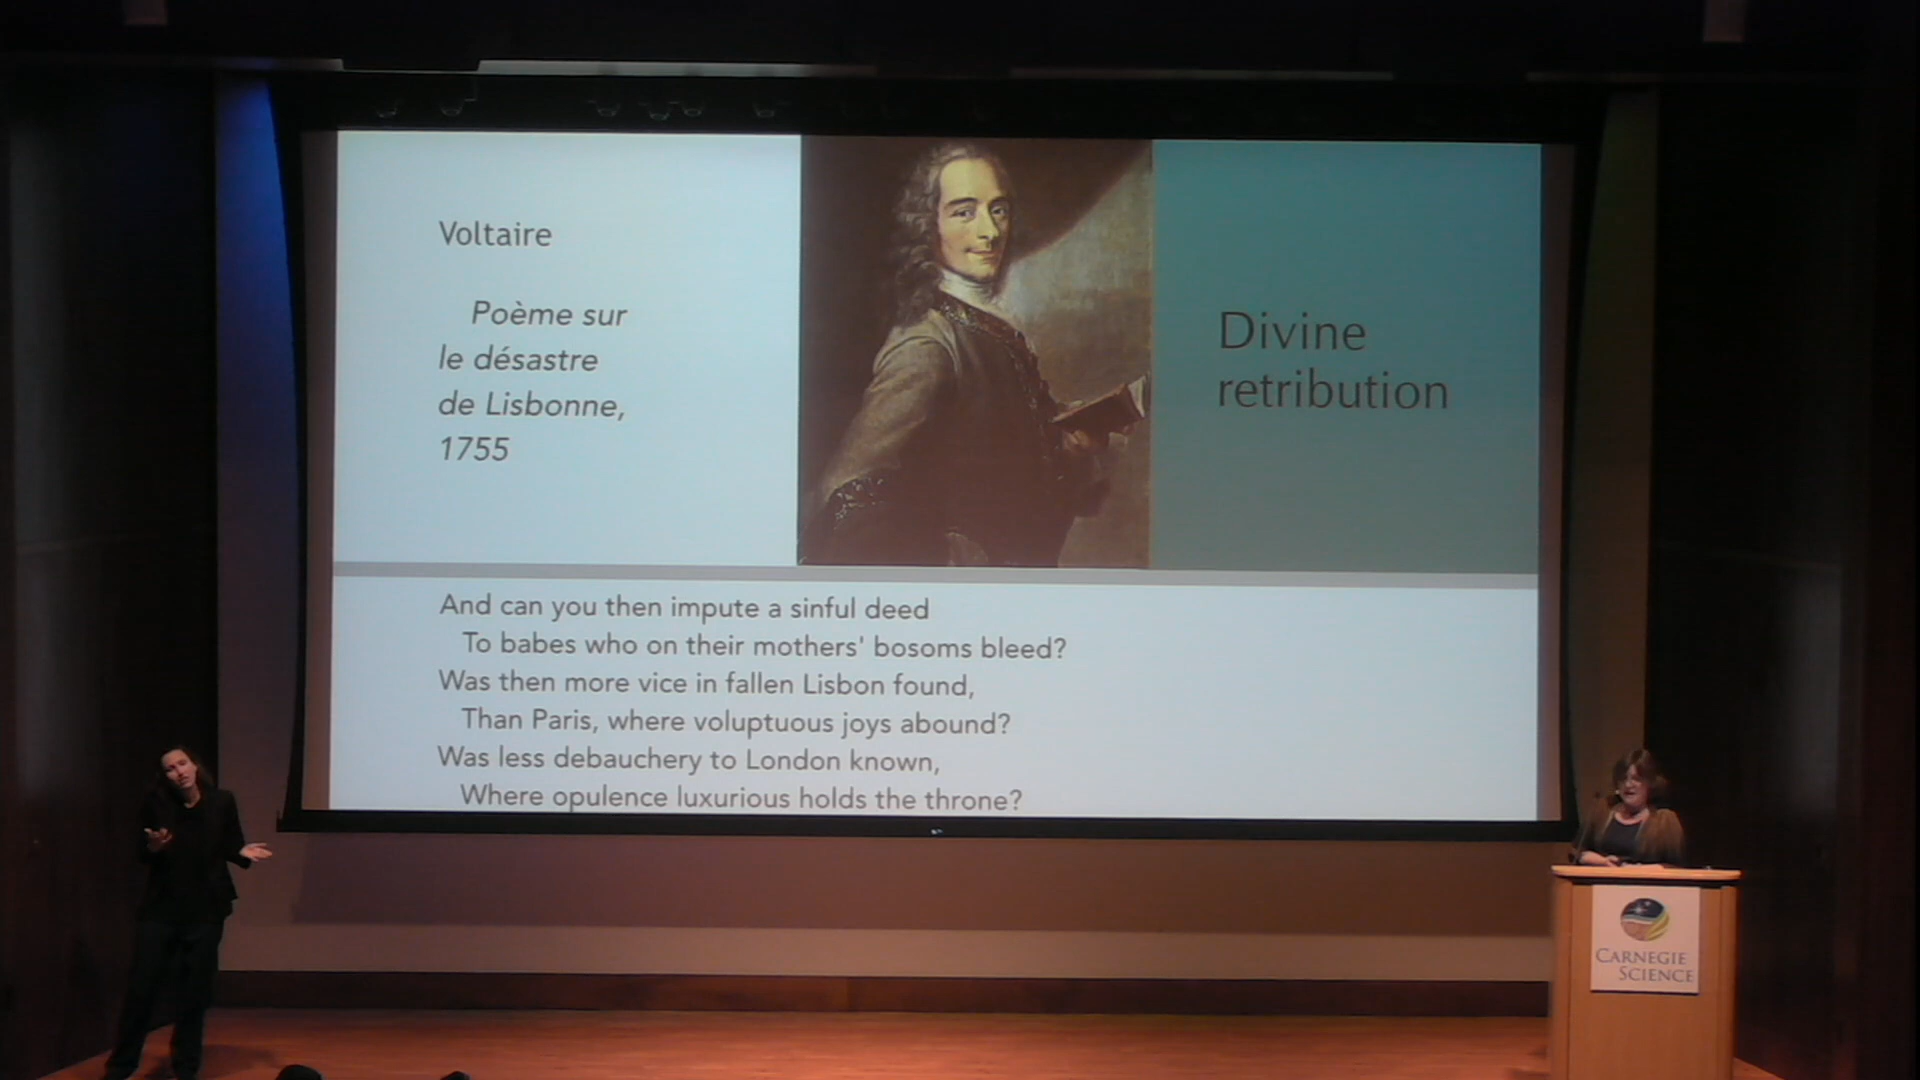 Voltaire
Poème sur
le désastre
de Lisbonne,
1755
Divine
retribution
And can you then impute a sinful deed
To babes who on their mothers' bosoms bleed?
Was then more vice in fallen Lisbon found,
Than Paris, where voluptuous joys abound?
Was less debauchery to London known,
Where opulence luxurious holds the throne?
CARNEGIE
SCIENCE